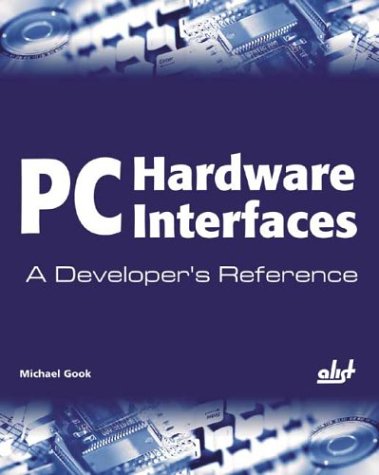 PC Hardware
Interfaces
A Developer's Reference
Michael Gook
alist